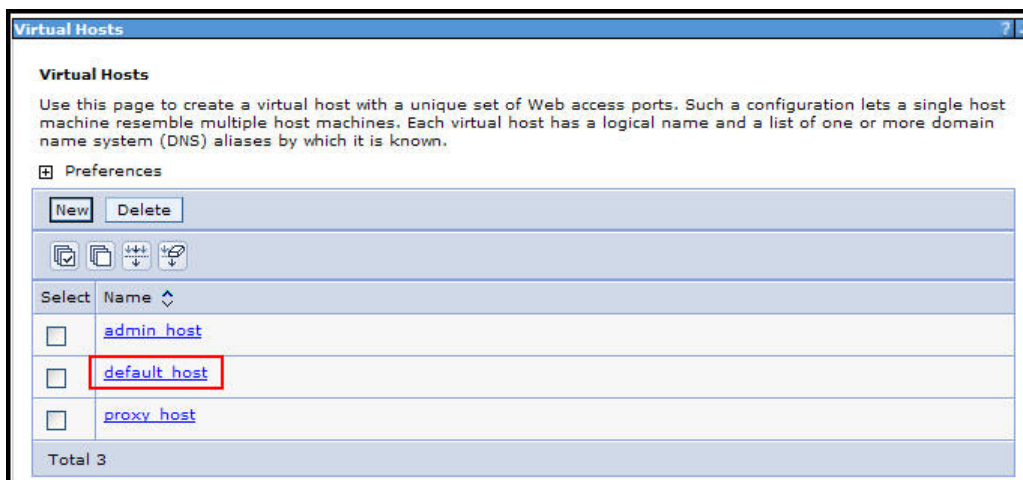 Virtual Hosts
?
Virtual Hosts
Use this page to create a virtual host with a unique set of Web access ports. Such a configuration lets a single host
machine resemble multiple host machines. Each virtual host has a logical name and a list of one or more domain
name system (DNS) aliases by which it is known.
Preferences
New Delete
Select Name
admin_host
default_host
proxy_host
Total 3